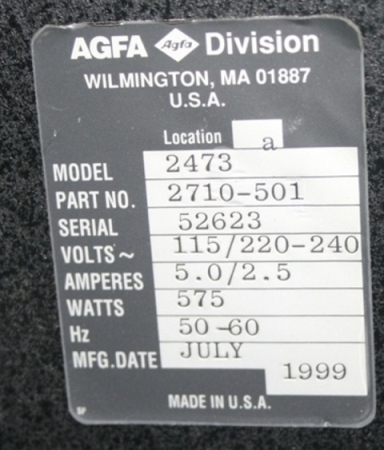 AGFA Agfa Division
WILMINGTON, MA 01887
U.S.A.
Location a
MODEL 2473
PART NO. 2710-501
SERIAL 52623
VOLTS~ 115/220-240
AMPERES 5.0/2.5
WATTS 575
Hz 50-60
MFG.DATE JULY
1999
SP MADE IN U.S.A.